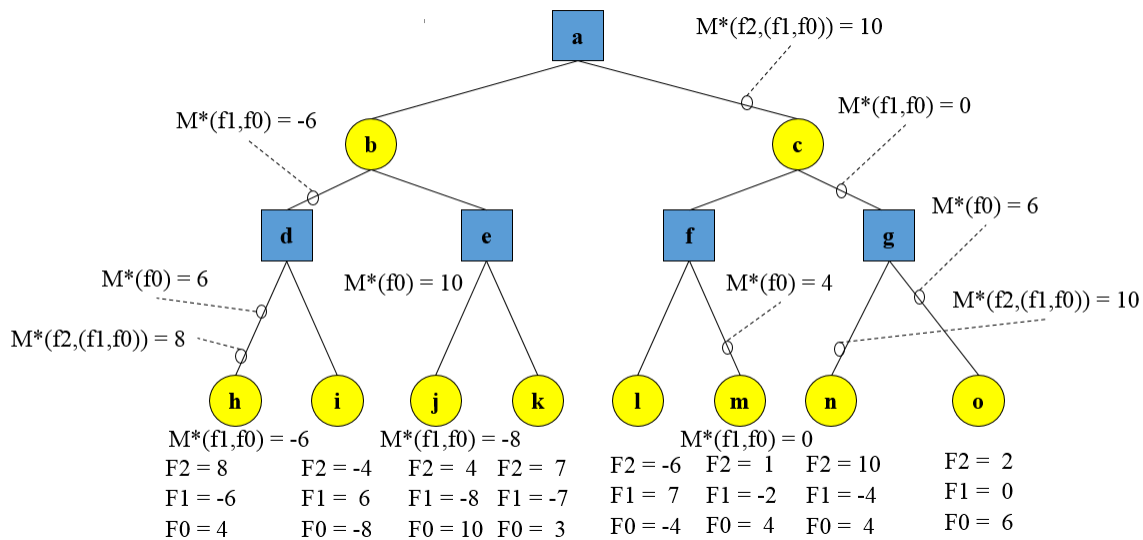 a
M*(f2,(f1,f0)) = 10
M*(f1,f0) = 0
M*(f1,f0) = -6
b
c
M*(f0) = 6
d
e
f
g
M*(f0) = 6
M*(f0) = 10
M*(f0) = 4
M*(f2,(f1,f0)) = 10
M*(f2,(f1,f0)) = 8
h
i
j
k
l
m
n
o
M*(f1,f0) = -6
M*(f1,f0) = -8
M*(f1,f0) = 0
F2 = 8
F1 = -6
F0 = 4
F2 = -4
F1 = 6
F0 = -8
F2 = 4
F1 = -8
F0 = 10
F2 = 7
F1 = -7
F0 = 3
F2 = -6
F1 = 7
F0 = -4
F2 = 1
F1 = -2
F0 = 4
F2 = 10
F1 = -4
F0 = 4
F2 = 2
F1 = 0
F0 = 6